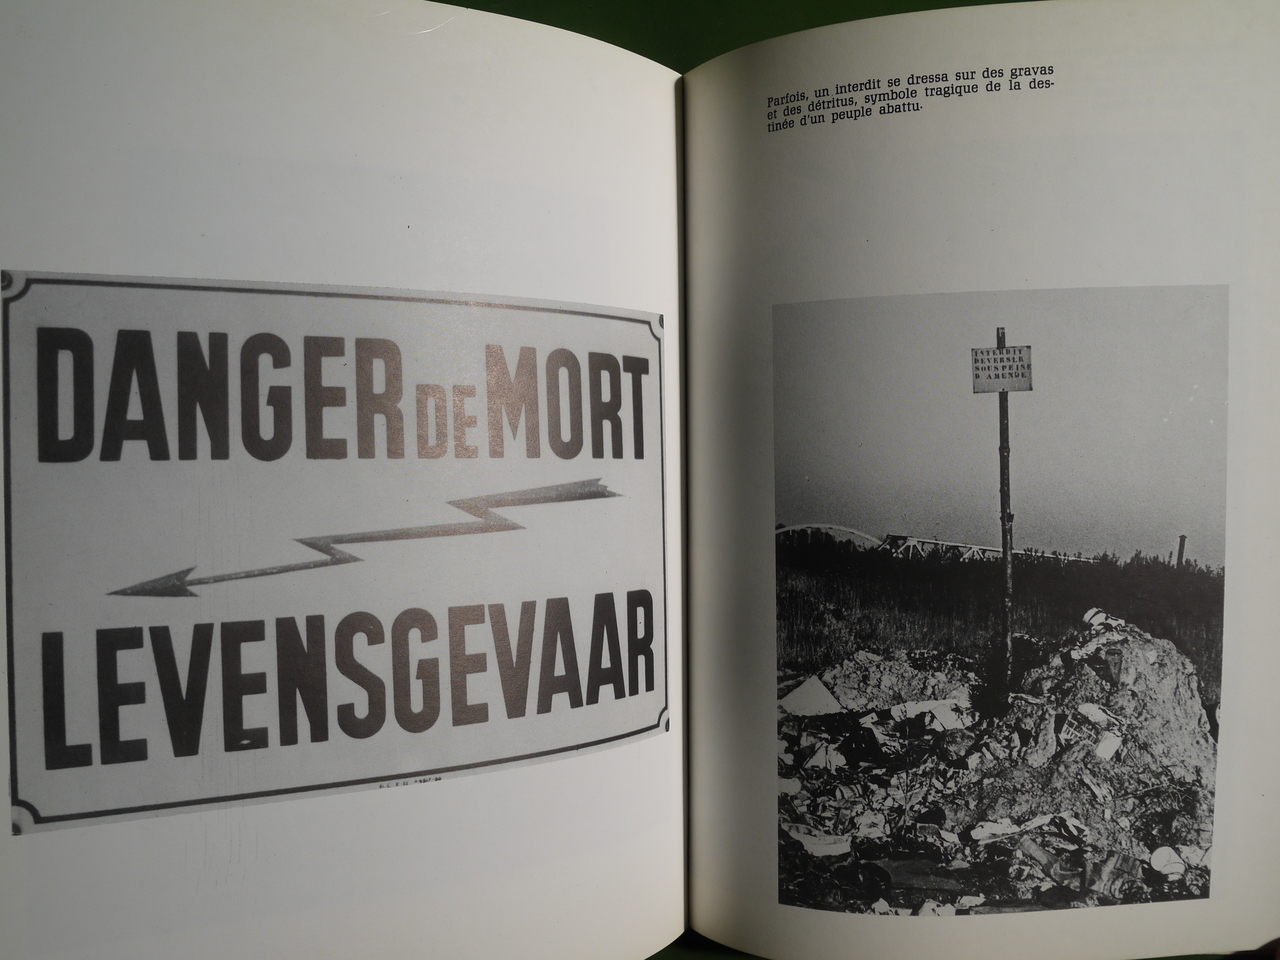 DANGER DE MORT
LEVENSGEVAAR
Parfois, un interdit se dressa sur des gravas
et des détritus, symbole tragique de la des-
tinée d'un peuple abattu.
INTERDIT
DEVERSER
SOUS PEINE
D'AMENDE